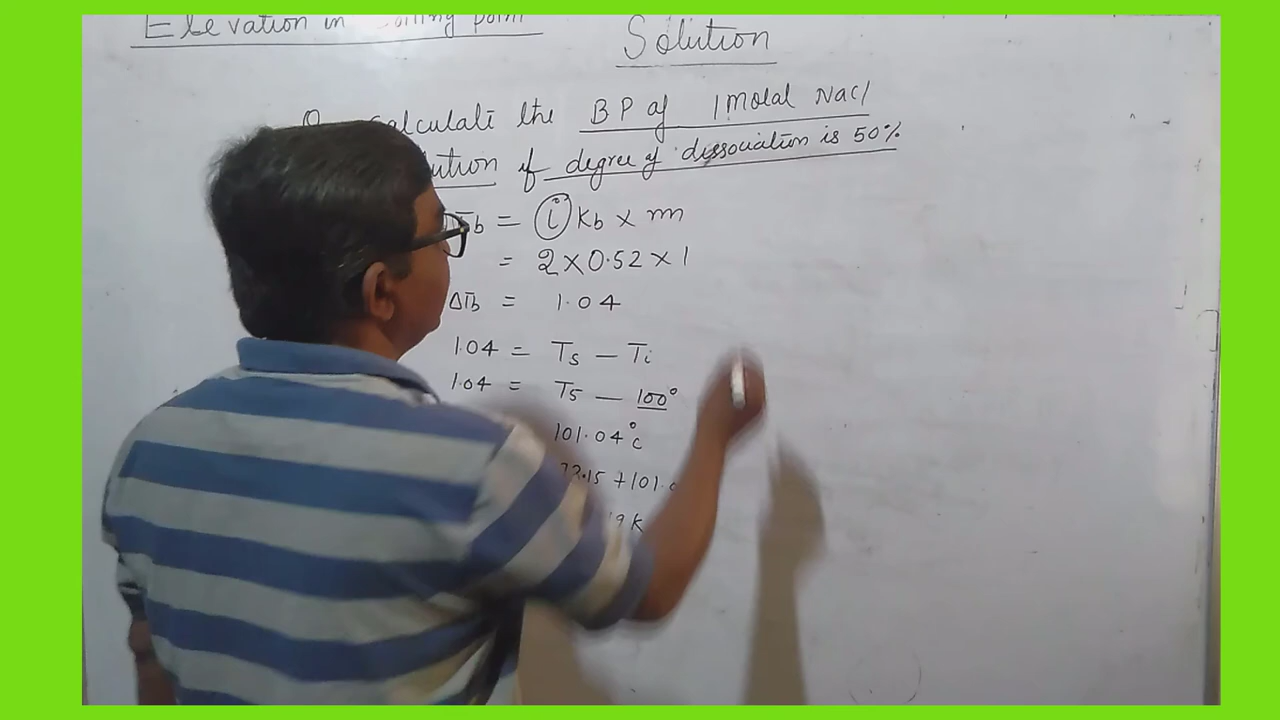 Elevation in Boiling point
Solution
Calculate the BP of 1 molal NaCl
solution if degree of dissociation is 50%
ΔTb = i Kb × m
= 2 × 0.52 × 1
ΔTb = 1.04
1.04 = Ts – Ti
1.04 = Ts – 100°
101.04°C
.15 + 101.
K